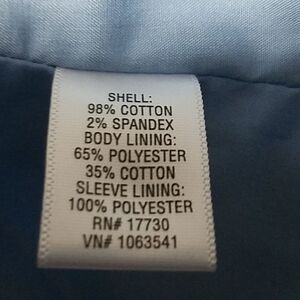 SHELL:
98% COTTON
2% SPANDEX
BODY LINING:
65% POLYESTER
35% COTTON
SLEEVE LINING:
100% POLYESTER
RN# 17730
VN# 1063541